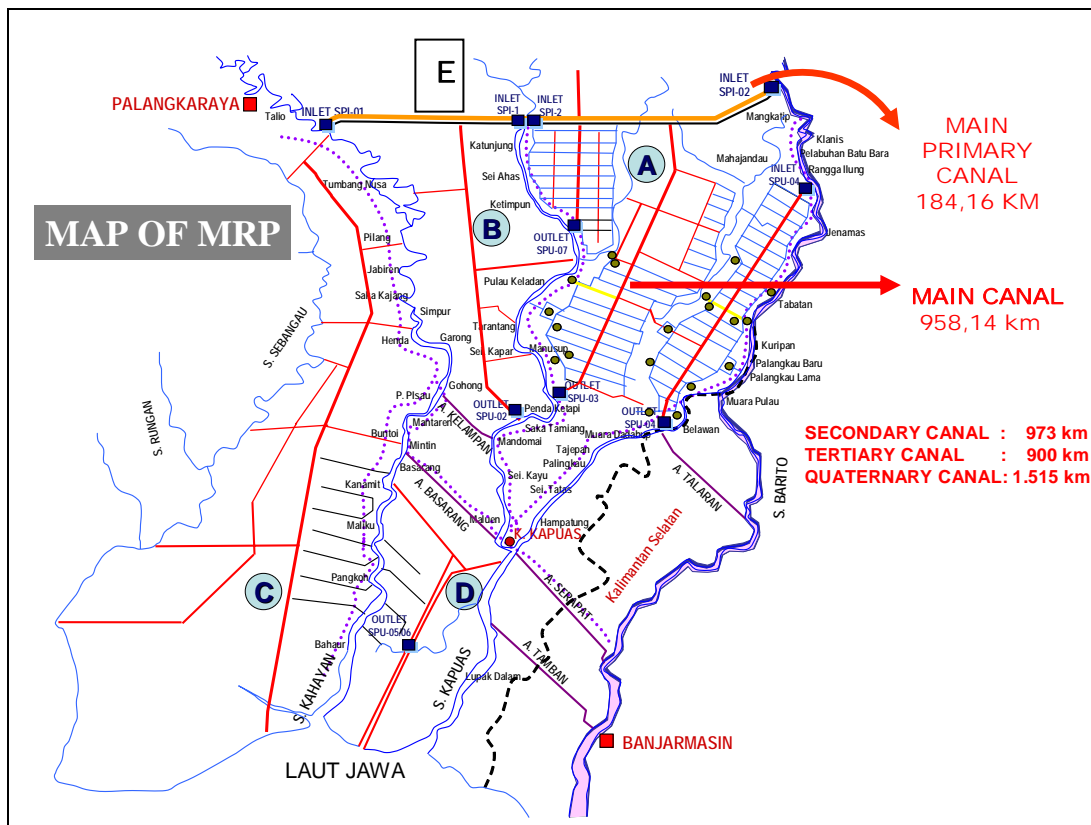 E
INLET
SPI-02
PALANGKARAYA
Talio
INLET SPI-01
INLET
SPI-1
INLET
SPI-2
Mangkatip
MAIN
PRIMARY
CANAL
184,16 KM
Klanis
Pelabuhan Batu Bara
Rangga Ilung
Katunjung
A
Mahajandau
INLET
SPU-04
Sei Ahas
Tumbang Nusa
Ketimpun
MAP OF MRP
B
Jenamas
Pilang
OUTLET
SPU-07
Jabiren
Pulau Keladan
Saka Kajang
MAIN CANAL
958,14 km
Tabatan
Simpur
S. SEBANGAU
Tarantang
Henda
Garong
Sei Kapar
Manusup
Kuripan
Palangkau Baru
Palangkau Lama
Gohong
P. Plsau
OUTLET
SPU-03
OUTLET
SPU-02
Penda Ketapi
Muara Pulau
A. KELAMPAN
S. RUNGAN
Mantaren
Saka Tamiang
OUTLET
SPU-04
Belawan
SECONDARY CANAL : 973 km
TERTIARY CANAL : 900 km
QUATERNARY CANAL: 1.515 km
Buntoi
Mintin
Mandomai
Tajepan
Muara Dadahup
Palingkau
Basarang
Sei. Kayu
A. TALARAN
S. BARITO
Kanamit
A. BASARANG
Sei. Tatas
Maliku
Maluen
Hampatung
K. KAPUAS
Kalimantan Selatan
Pangkoh
C
D
A. SERAPAT
OUTLET
SPU-05/06
Bahaur
A. TAMBAN
S. KAHAYAN
S. KAPUAS
Lupak Dalam
BANJARMASIN
LAUT JAWA